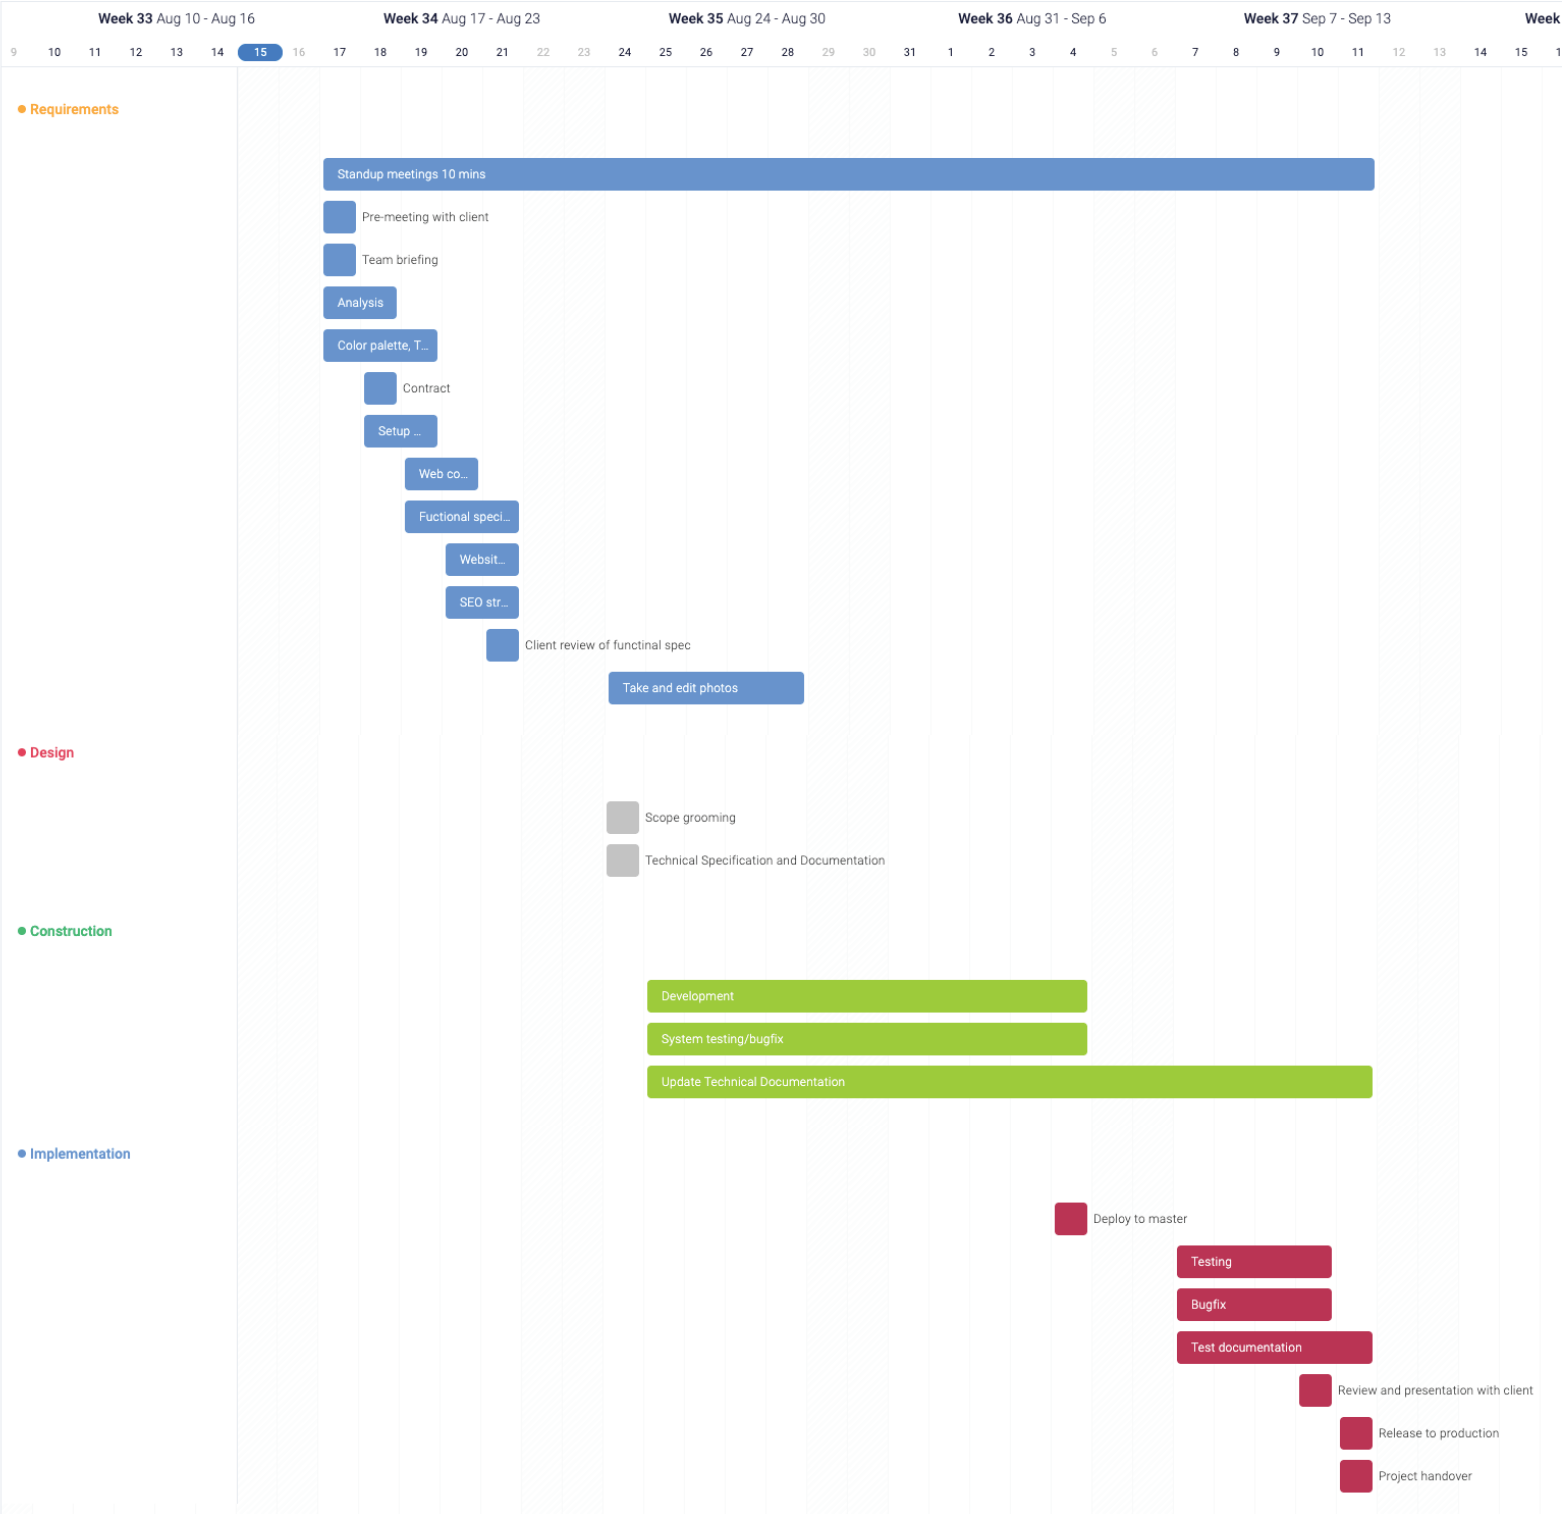 Week 33 Aug 10 - Aug 16 Week 34 Aug 17 - Aug 23 Week 35 Aug 24 - Aug 30 Week 36 Aug 31 - Sep 6 Week 37 Sep 7 - Sep 13 Week
9 10 11 12 13 14 15 16 17 18 19 20 21 22 23 24 25 26 27 28 29 30 31 1 2 3 4 5 6 7 8 9 10 11 12 13 14 15 1
Requirements
Standup meetings 10 mins
Pre-meeting with client
Team briefing
Analysis
Color palette, T...
Contract
Setup ...
Web co...
Fuctional speci...
Websit...
SEO str...
Client review of functinal spec
Take and edit photos
Design
Scope grooming
Technical Specification and Documentation
Construction
Development
System testing/bugfix
Update Technical Documentation
Implementation
Deploy to master
Testing
Bugfix
Test documentation
Review and presentation with client
Release to production
Project handover